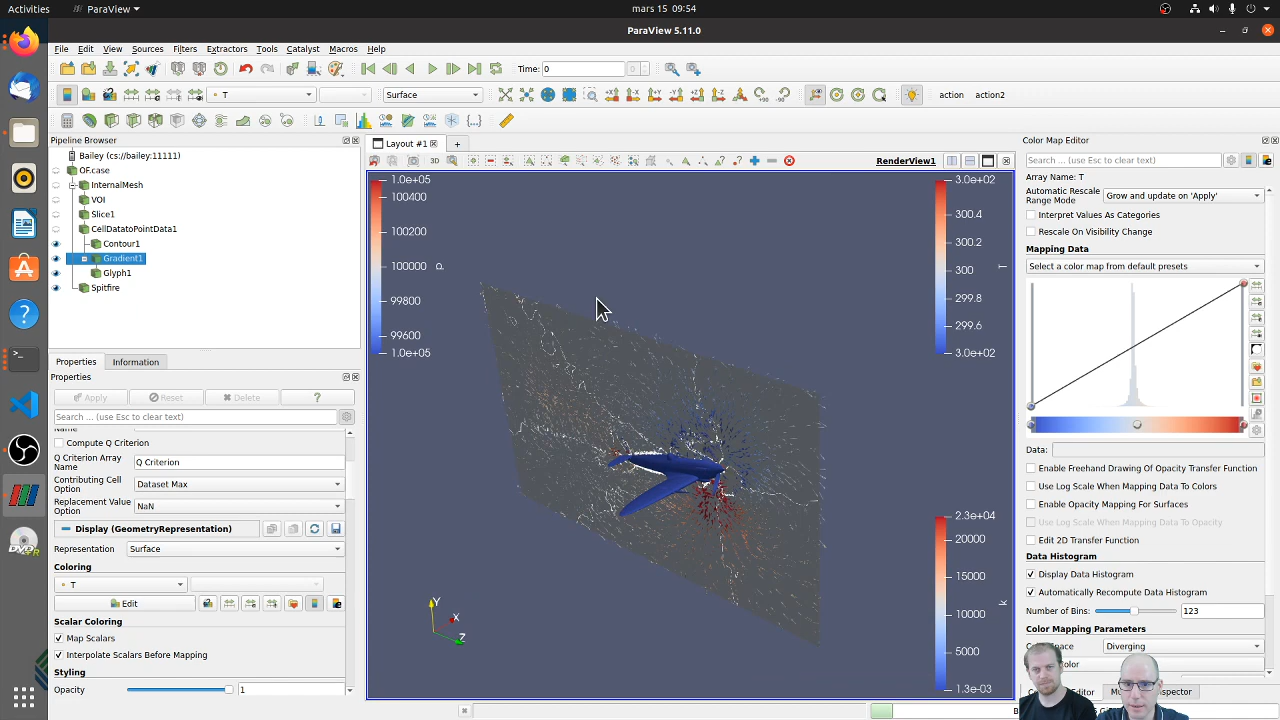 Activities
ParaView
mars 15 09:54
ParaView 5.11.0
File Edit View Sources Filters Extractors Tools Catalyst Macros Help
Time: 0
0
T
Surface
action action2
Pipeline Browser
Bailey (cs://bailey:11111)
OF.case
InternalMesh
VOI
Slice1
CellDatatoPointData1
Contour1
Gradient1
Glyph1
Spitfire
Properties Information
Properties
Apply Reset Delete ?
Search ... (use Esc to clear text)
Name
Compute Q Criterion
Q Criterion Array
Name
Q Criterion
Contributing Cell
Option
Dataset Max
Replacement Value
Option
NaN
Display (GeometryRepresentation)
Representation Surface
Coloring
T
Edit
Scalar Coloring
Map Scalars
Interpolate Scalars Before Mapping
Styling
Opacity 1
Layout #1
+
3D
RenderView1
1.0e+05
100400
100200
100000
99800
99600
1.0e+05
p
3.0e+02
300.4
300.2
300
299.8
299.6
3.0e+02
T
2.3e+04
20000
15000
10000
5000
1.3e-03
k
Y
X
Z
Color Map Editor
Search ... (use Esc to clear text)
Array Name: T
Automatic Rescale
Range Mode
Grow and update on 'Apply'
Interpret Values As Categories
Rescale On Visibility Change
Mapping Data
Select a color map from default presets
Data:
Enable Freehand Drawing Of Opacity Transfer Function
Use Log Scale When Mapping Data To Colors
Enable Opacity Mapping For Surfaces
Use Log Scale When Mapping Data To Opacity
Edit 2D Transfer Function
Data Histogram
Display Data Histogram
Automatically Recompute Data Histogram
Number of Bins: 123
Color Mapping Parameters
Diverging